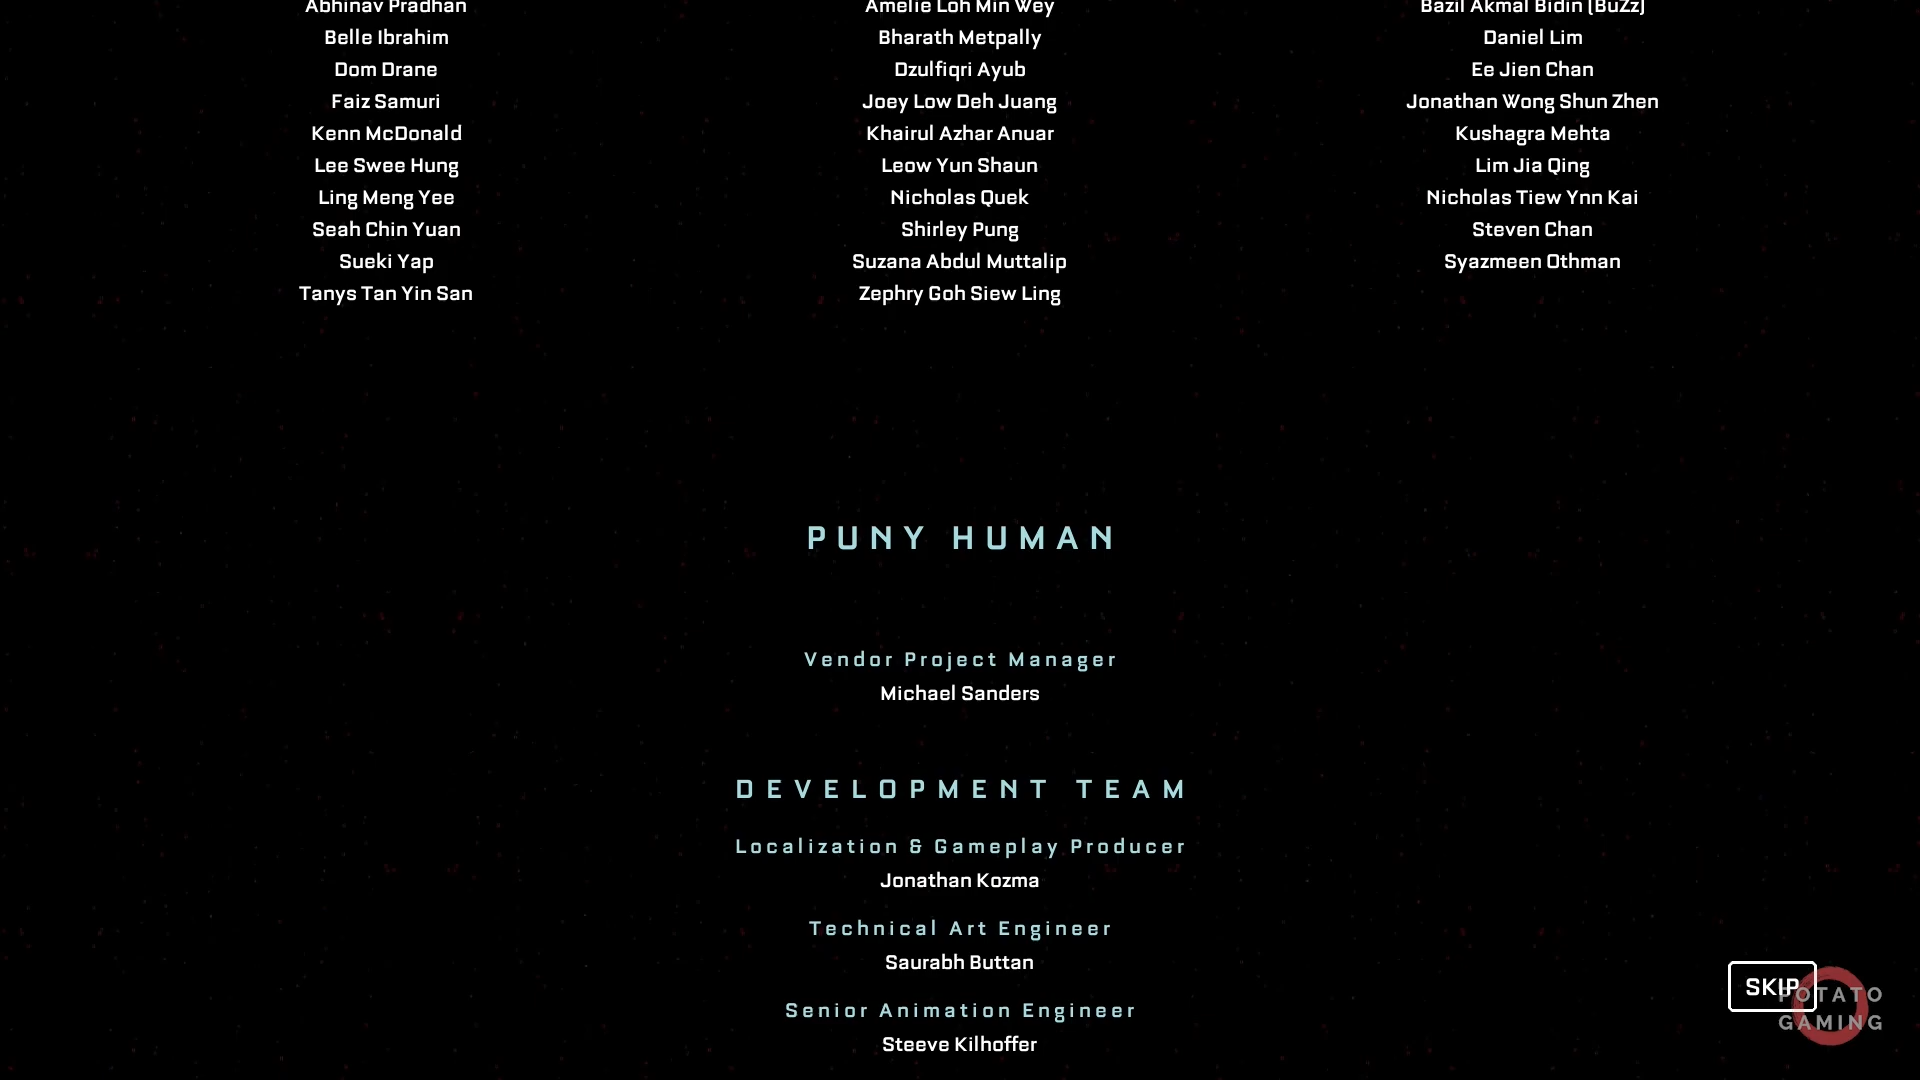 Abhinav Pradhan
Amelie Loh Min Wey
Bazil Akmal Bidin (BuZz)
Belle Ibrahim
Bharath Metpally
Daniel Lim
Dom Drane
Dzulfiqri Ayub
Ee Jien Chan
Faiz Samuri
Joey Low Deh Juang
Jonathan Wong Shun Zhen
Kenn McDonald
Khairul Azhar Anuar
Kushagra Mehta
Lee Swee Hung
Leow Yun Shaun
Lim Jia Qing
Ling Meng Yee
Nicholas Quek
Nicholas Tiew Ynn Kai
Seah Chin Yuan
Shirley Pung
Steven Chan
Sueki Yap
Suzana Abdul Muttalip
Syazmeen Othman
Tanys Tan Yin San
Zephry Goh Siew Ling
PUNY HUMAN
Vendor Project Manager
Michael Sanders
DEVELOPMENT TEAM
Localization & Gameplay Producer
Jonathan Kozma
Technical Art Engineer
Saurabh Buttan
Senior Animation Engineer
Steeve Kilhoffer
SKIP
POTATO
GAMING